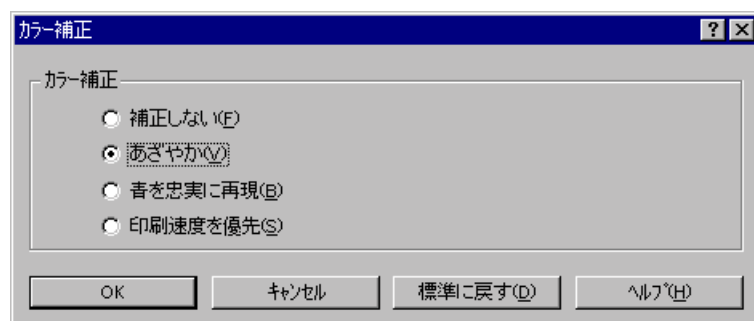 カラー補正
カラー補正
補正しない(F)
あざやか(V)
青を忠実に再現(B)
印刷速度を優先(S)
OK キャンセル 標準に戻す(D) ヘルプ(H)